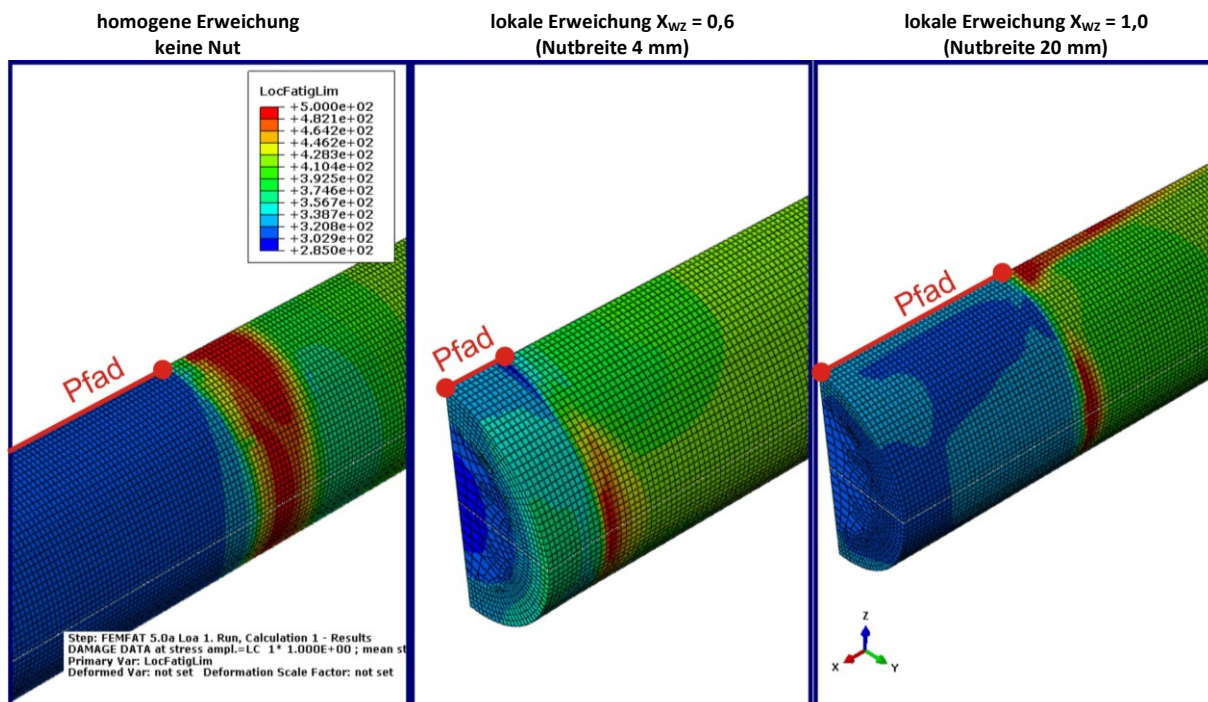 homogene Erweichung
keine Nut
lokale Erweichung XWZ = 0,6
(Nutbreite 4 mm)
lokale Erweichung XWZ = 1,0
(Nutbreite 20 mm)
LocFatigLim
+5.000e+02
+4.821e+02
+4.642e+02
+4.462e+02
+4.283e+02
+4.104e+02
+3.925e+02
+3.746e+02
+3.567e+02
+3.387e+02
+3.208e+02
+3.029e+02
+2.850e+02
Pfad
Pfad
Pfad
Step: FEMFAT 5.0a Loa 1. Run, Calculation 1 - Results
DAMAGE DATA at stress ampl.=LC 1* 1.000E+00 ; mean st
Primary Var: LocFatigLim
Deformed Var: not set Deformation Scale Factor: not set
Z
X
Y